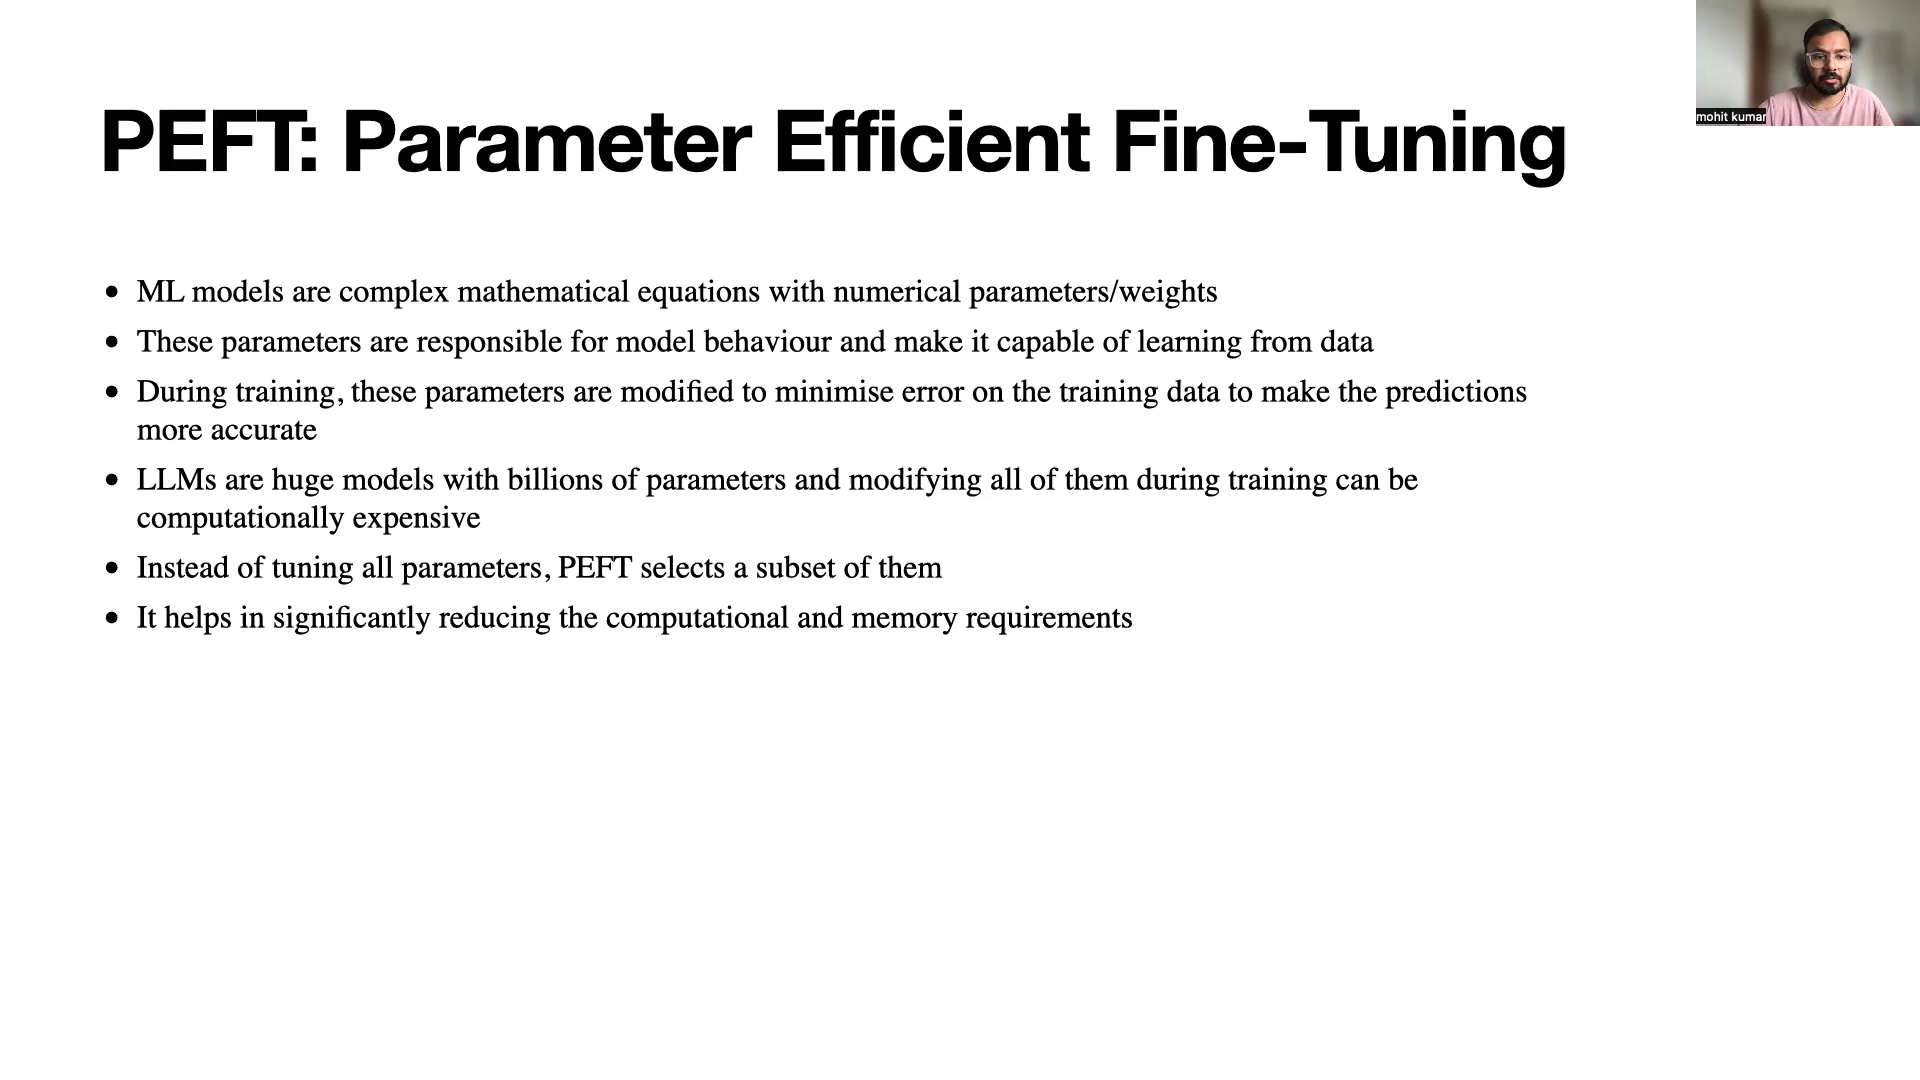 PEFT: Parameter Efficient Fine-Tuning
mohit kumar
• ML models are complex mathematical equations with numerical parameters/weights
• These parameters are responsible for model behaviour and make it capable of learning from data
• During training, these parameters are modified to minimise error on the training data to make the predictions
more accurate
• LLMs are huge models with billions of parameters and modifying all of them during training can be
computationally expensive
• Instead of tuning all parameters, PEFT selects a subset of them
• It helps in significantly reducing the computational and memory requirements